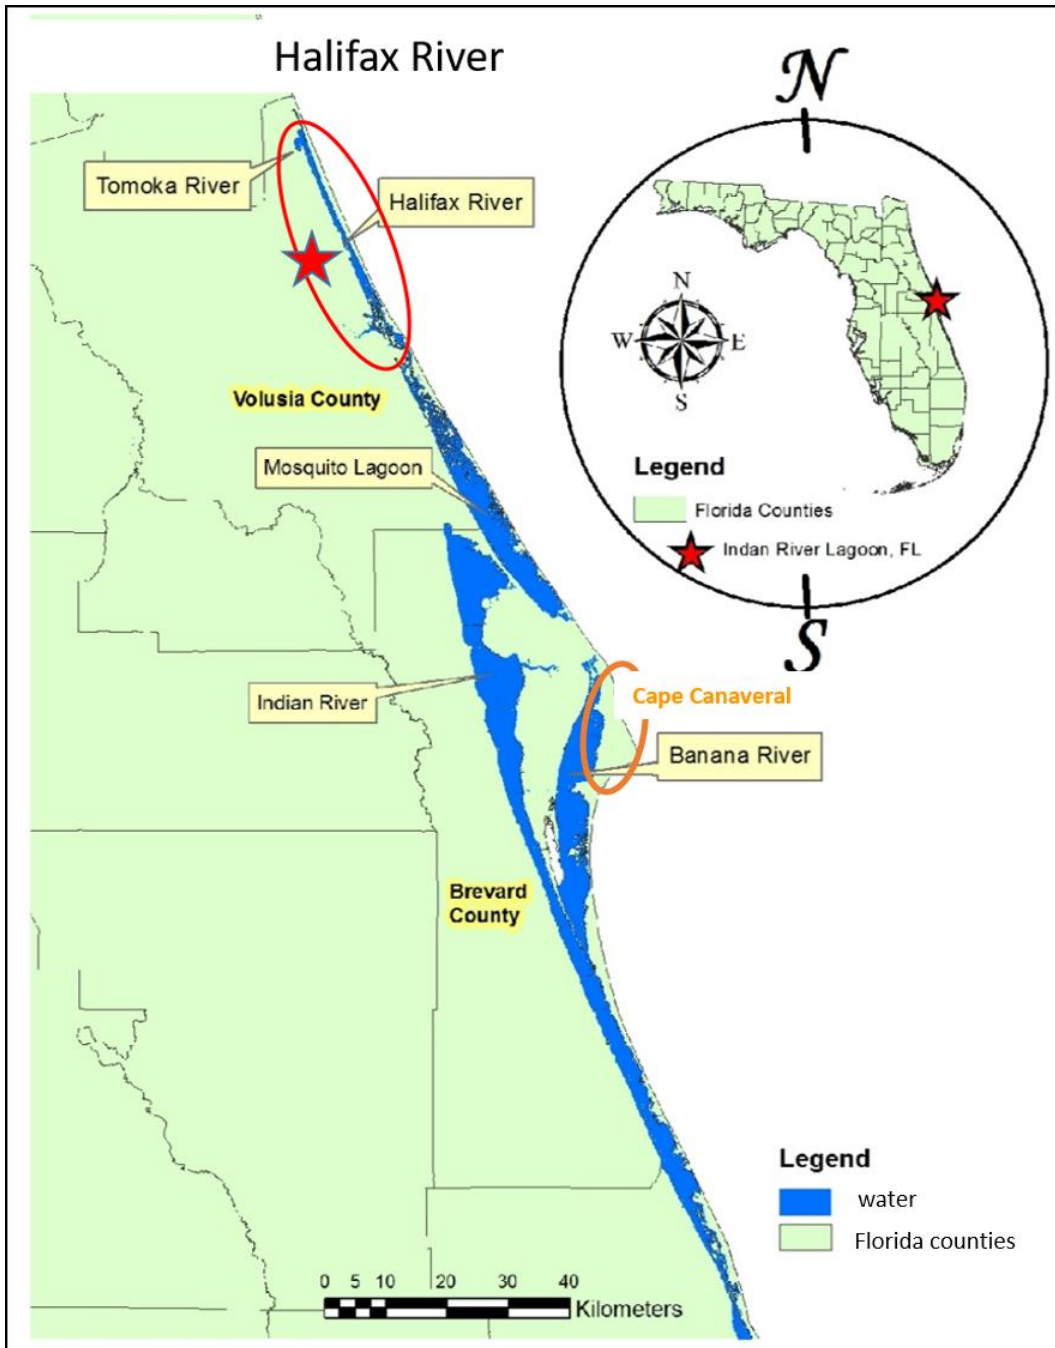 Halifax River
N
Tomoka River
Halifax River
N
W E
S
Volusia County
Mosquito Lagoon
Legend
Florida Counties
Indan River Lagoon, FL
S
Indian River
Cape Canaveral
Banana River
Brevard
County
Legend
water
Florida counties
0 5 10 20 30 40
Kilometers